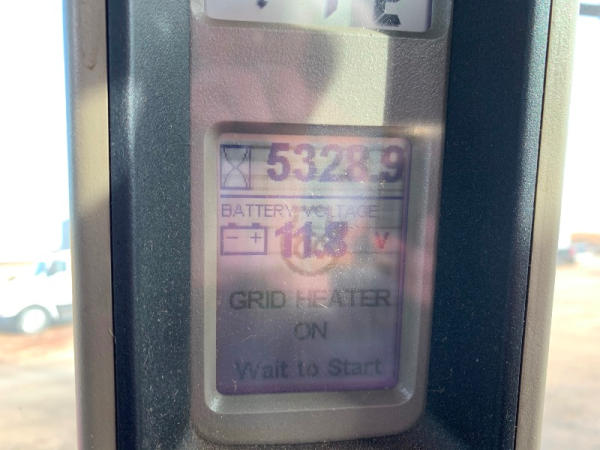 5328.9
BATTERY VOLTAGE
- + 11.8 V
GRID HEATER
ON
Wait to Start